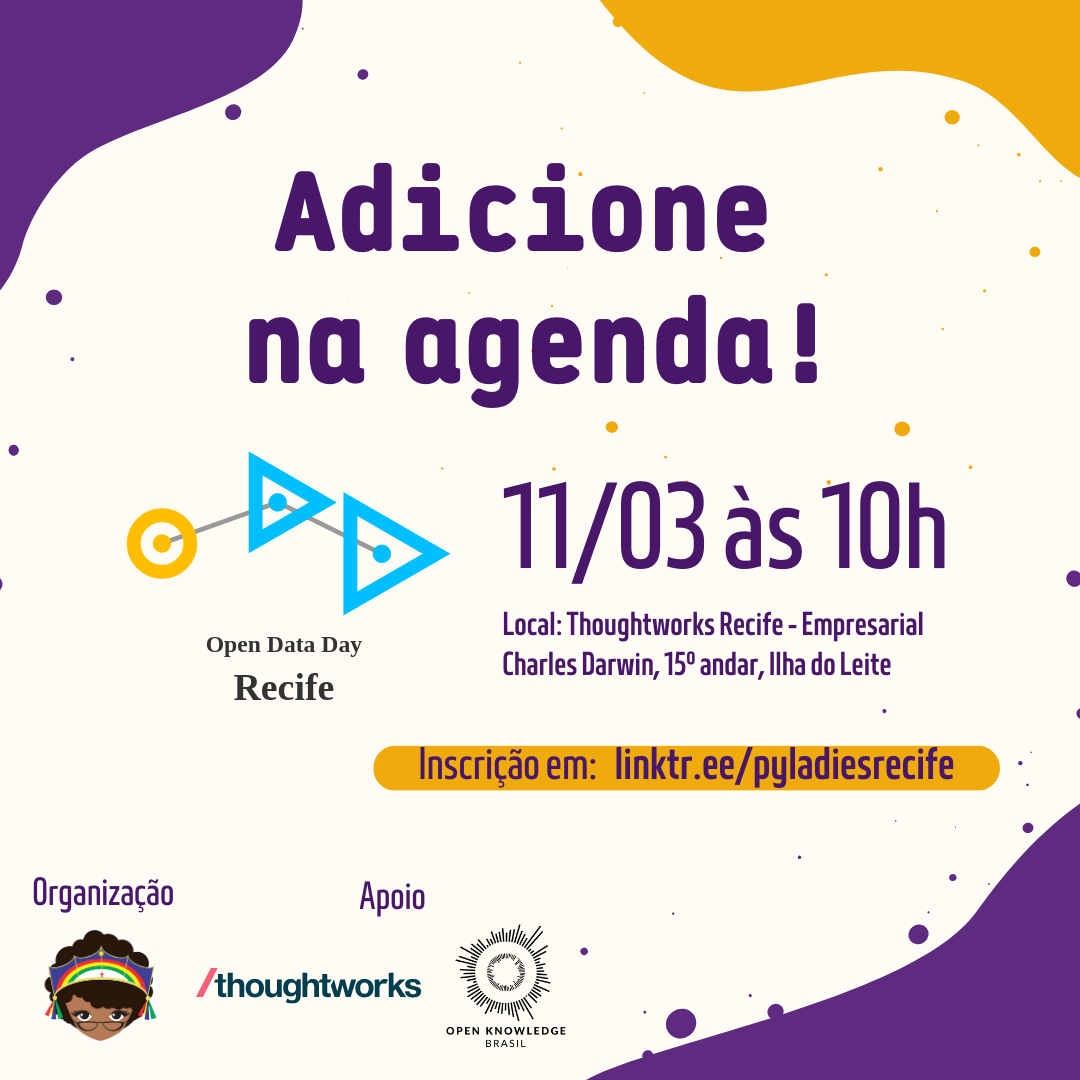 Adicione
na agenda!
11/03 às 10h
Local: Thoughtworks Recife - Empresarial
Charles Darwin, 15º andar, Ilha do Leite
Open Data Day
Recife
Inscrição em: linktr.ee/pyladiesrecife
Organização
Apoio
/thoughtworks
OPEN KNOWLEDGE
BRASIL